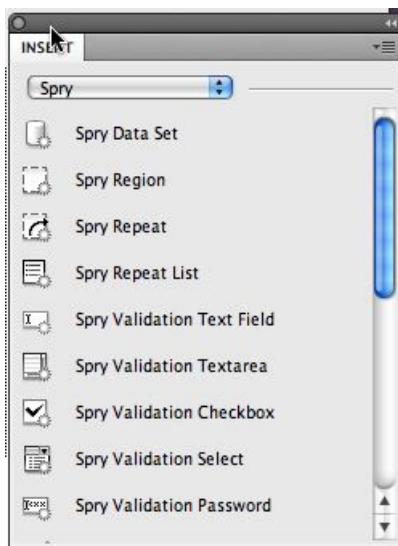 INSERT
Spry
Spry Data Set
Spry Region
Spry Repeat
Spry Repeat List
Spry Validation Text Field
Spry Validation Textarea
Spry Validation Checkbox
Spry Validation Select
Spry Validation Password